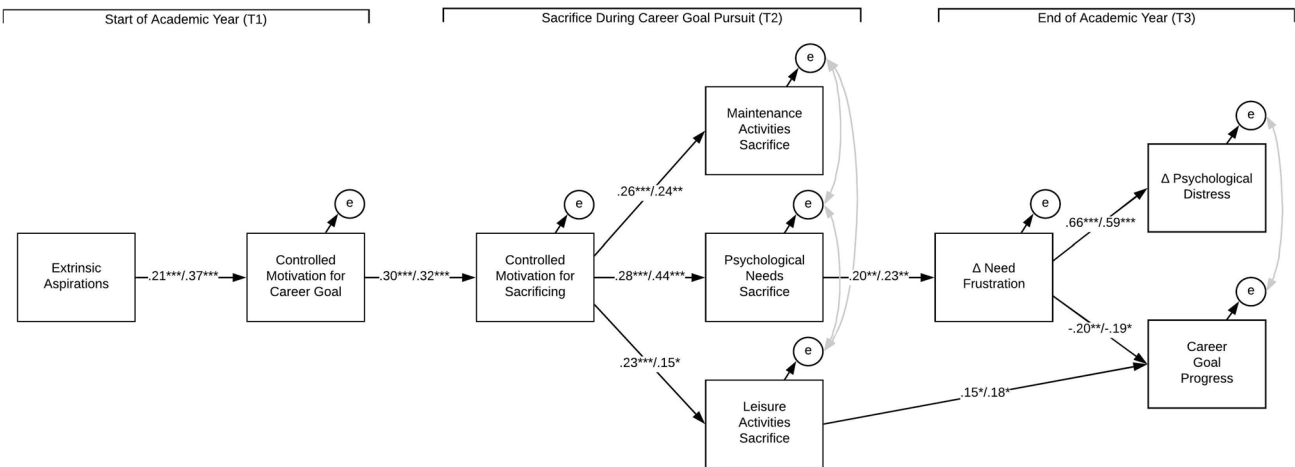 Start of Academic Year (T1)
Sacrifice During Career Goal Pursuit (T2)
End of Academic Year (T3)
e
Maintenance
Activities
Sacrifice
e
Δ Psychological
Distress
.26***/.24**
.66***/.59***
e
e
e
e
Extrinsic
Aspirations
.21***/.37***
Controlled
Motivation for
Career Goal
.30***/.32***
Controlled
Motivation for
Sacrificing
.28***/.44***
Psychological
Needs
Sacrifice
.20**/.23**
Δ Need
Frustration
e
-.20**/-.19*
.23***/.15*
e
Career
Goal
Progress
Leisure
Activities
Sacrifice
.15*/.18*